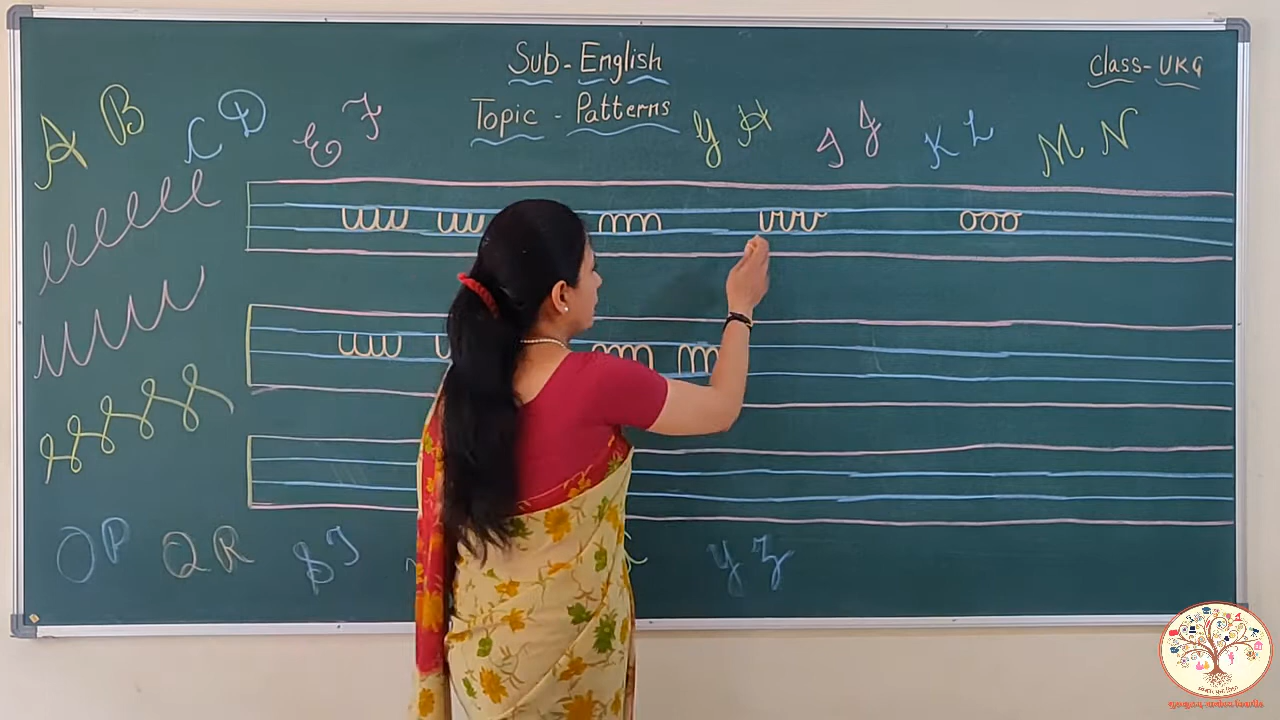 Sub - English
Class - UKG
Topic - Patterns
A B C D E F G H I J K L M N
O P Q R S T Y Z